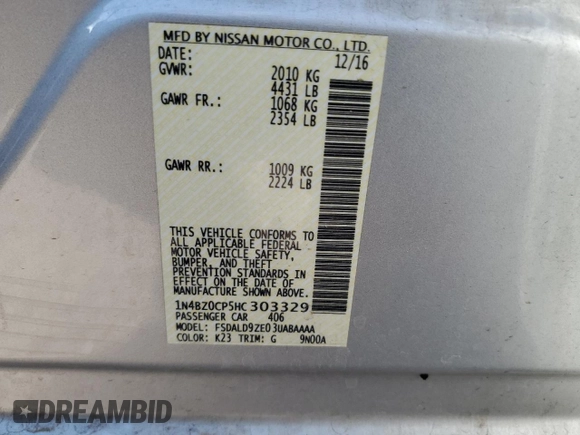 MFD BY NISSAN MOTOR CO., LTD.
DATE: 12/16
GVWR: 2010 KG
4431 LB
GAWR FR.: 1068 KG
2354 LB
GAWR RR.: 1009 KG
2224 LB
THIS VEHICLE CONFORMS TO
ALL APPLICABLE FEDERAL
MOTOR VEHICLE SAFETY,
BUMPER, AND THEFT
PREVENTION STANDARDS IN
EFFECT ON THE DATE OF
MANUFACTURE SHOWN ABOVE.
1N4BZ0CP5HC 303329
PASSENGER CAR 406
MODEL: FSDALD9ZE03UABAAAA
COLOR: K23 TRIM: G 9N00A
DREAMBID